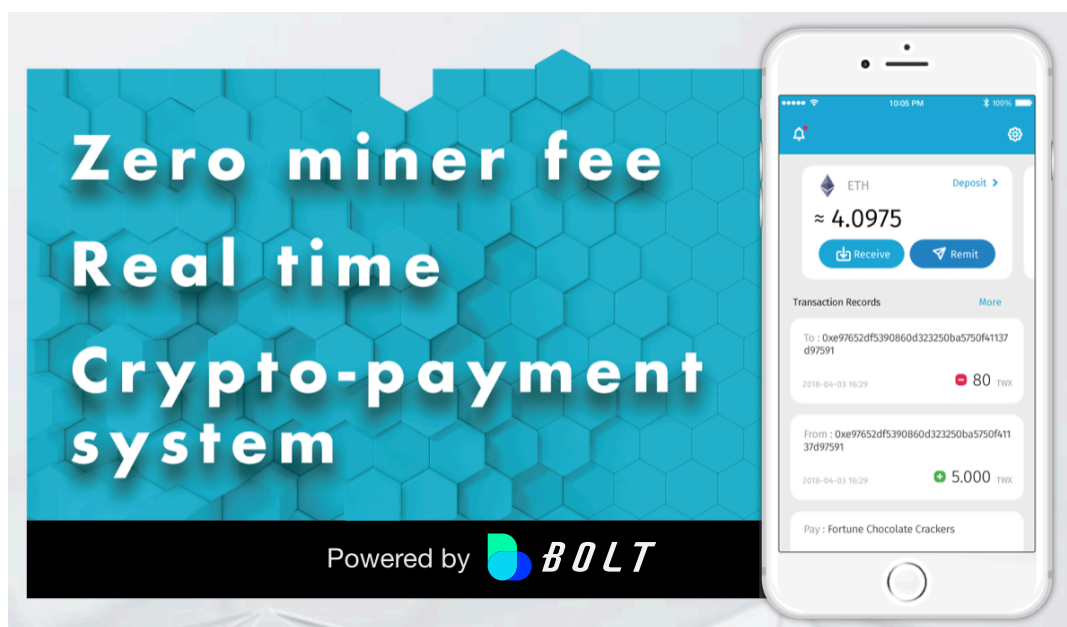 Zero miner fee
Real time
Crypto-payment
system
Powered by BOLT
10:05 PM 100%
ETH Deposit >
≈ 4.0975
Receive Remit
Transaction Records More
To : 0xe97652df5390860d323250ba5750f41137
d97591
2018-04-03 16:29 80 TWX
From : 0xe97652df5390860d323250ba5750f411
37d97591
2018-04-03 16:29 5.000 TWX
Pay : Fortune Chocolate Crackers